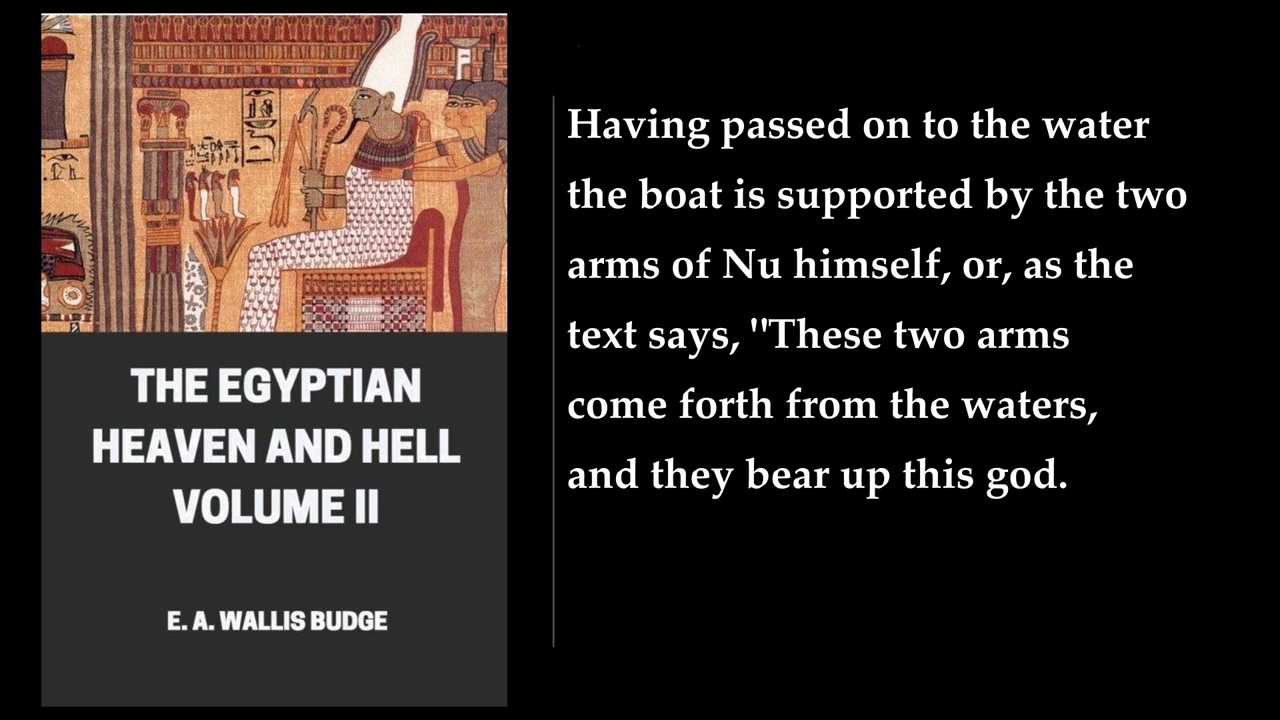 THE EGYPTIAN
HEAVEN AND HELL
VOLUME II
E. A. WALLIS BUDGE
Having passed on to the water
the boat is supported by the two
arms of Nu himself, or, as the
text says, "These two arms
come forth from the waters,
and they bear up this god.